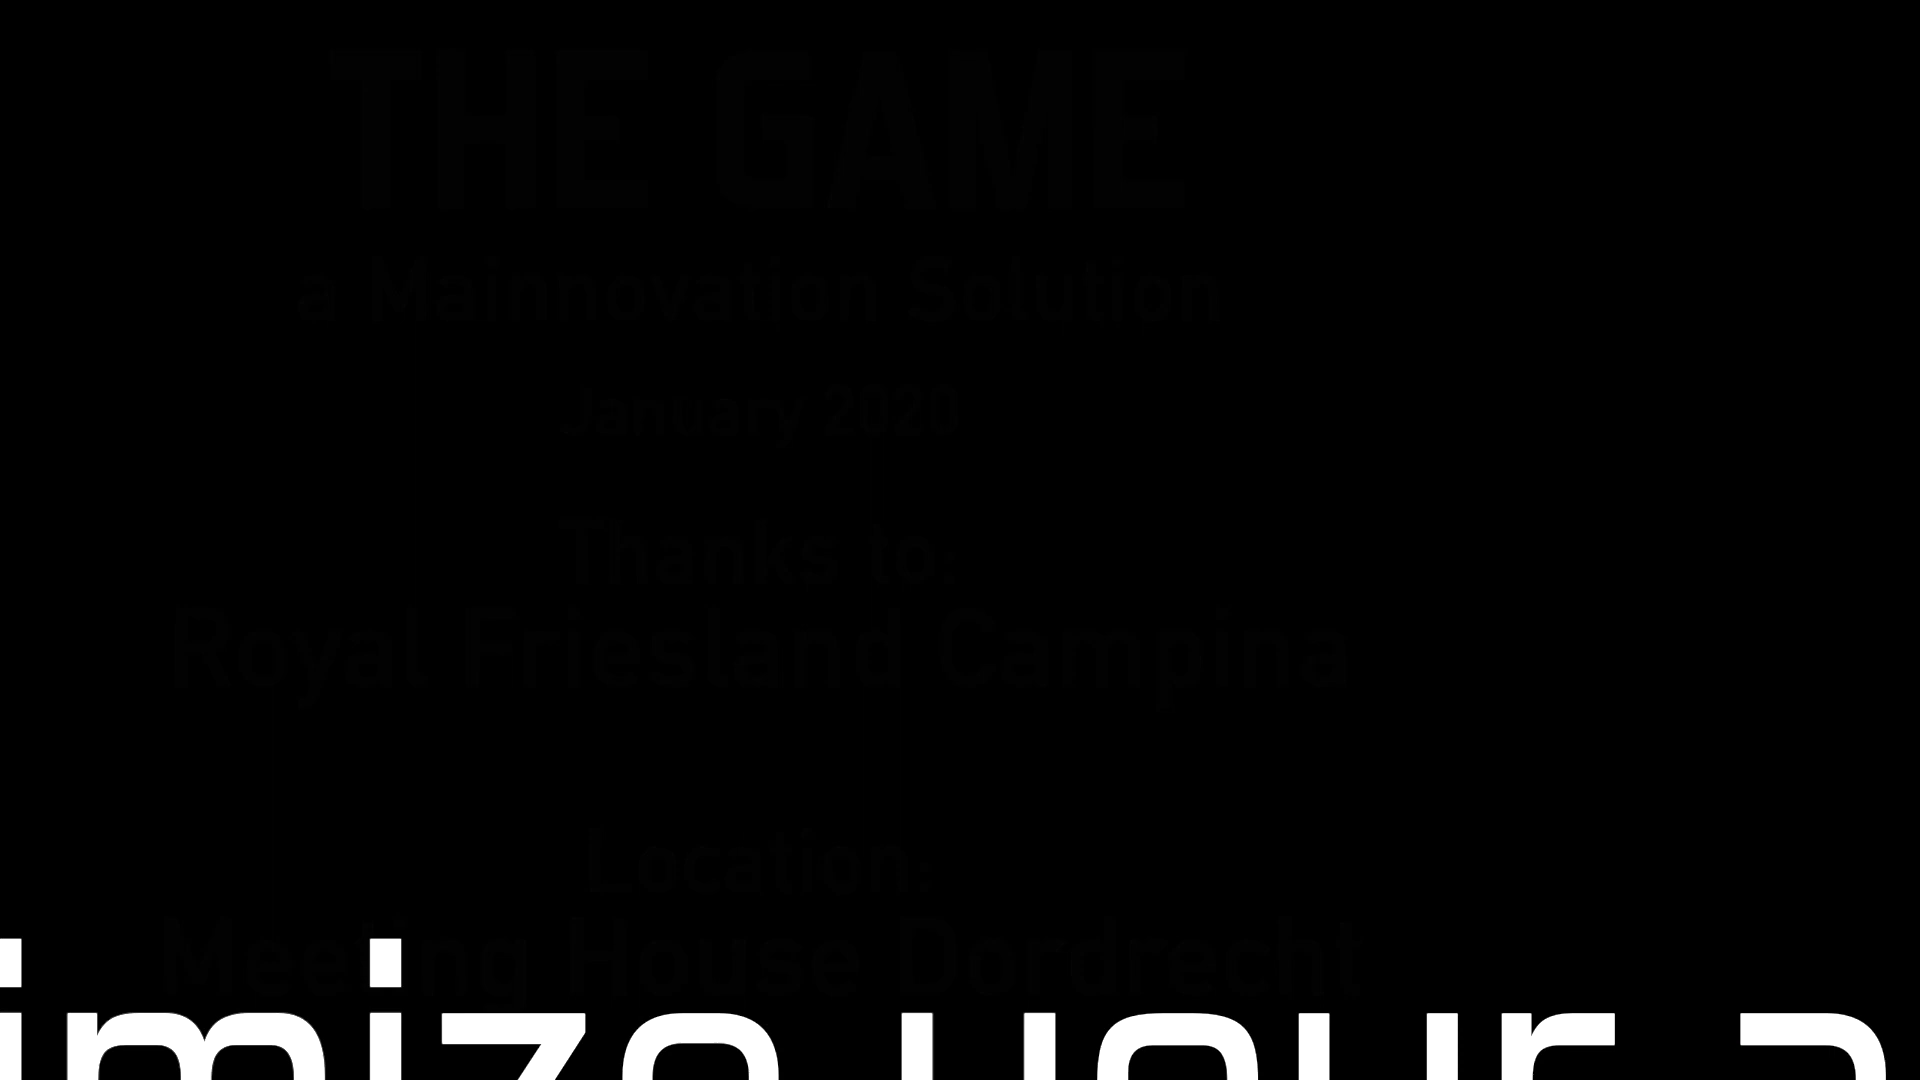 THE GAME
a Mainnovation Solution
January 2020
Thanks to:
Royal Friesland Campina
Location:
Meeting House Dordrecht
imize your a